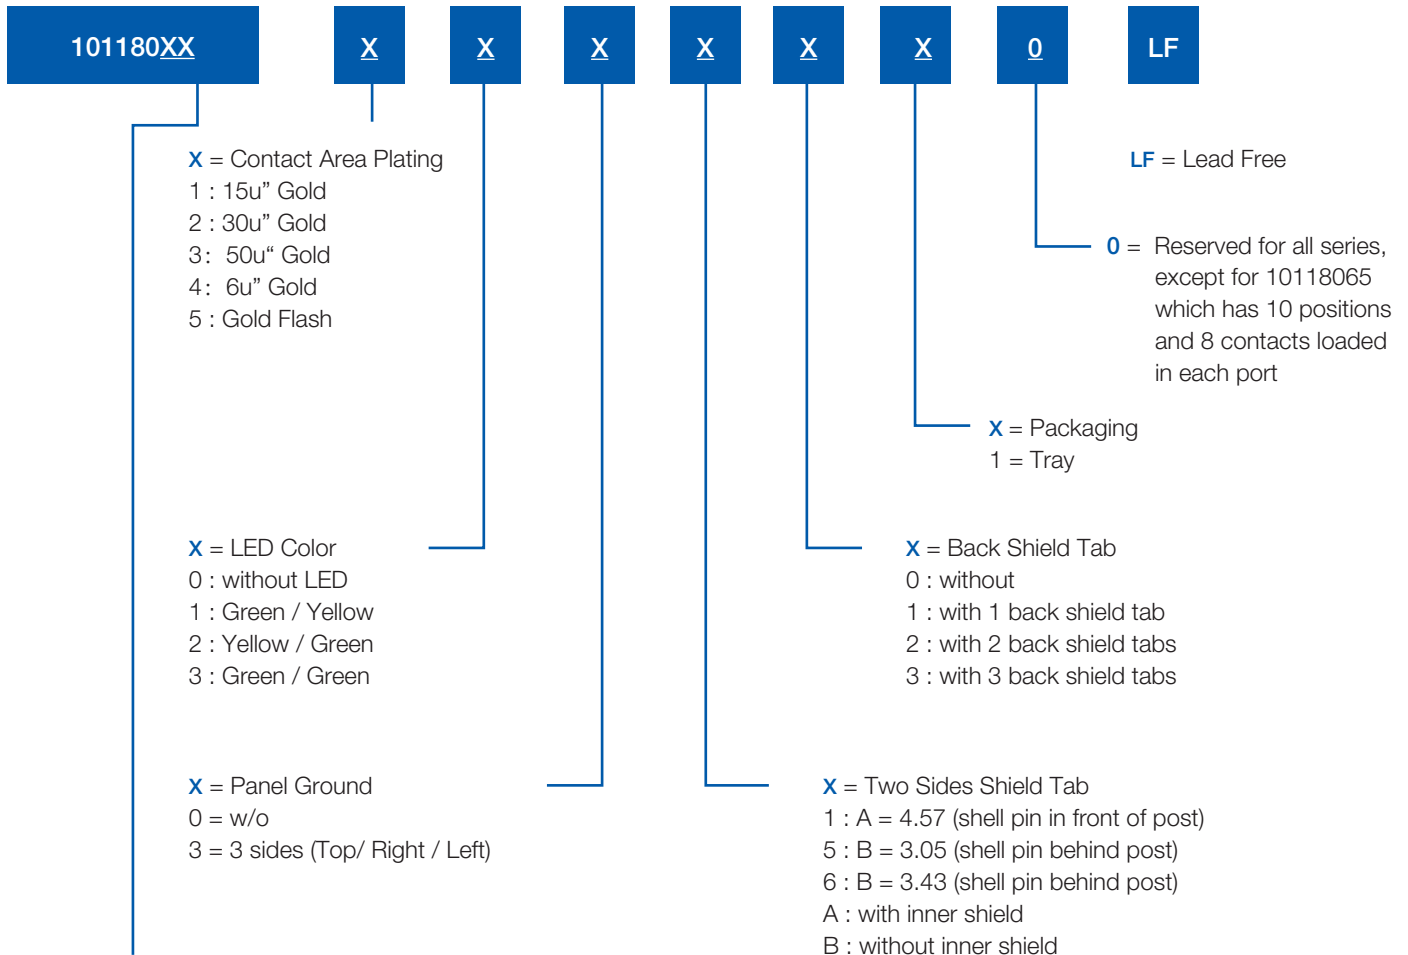 101180XX X X X X X X 0 LF
X = Contact Area Plating
1 : 15u” Gold
2 : 30u” Gold
3： 50u“ Gold
4： 6u” Gold
5 : Gold Flash
LF = Lead Free
0 = Reserved for all series,
except for 10118065
which has 10 positions
and 8 contacts loaded
in each port
X = Packaging
1 = Tray
X = LED Color
0 : without LED
1 : Green / Yellow
2 : Yellow / Green
3 : Green / Green
X = Back Shield Tab
0 : without
1 : with 1 back shield tab
2 : with 2 back shield tabs
3 : with 3 back shield tabs
X = Panel Ground
0 = w/o
3 = 3 sides (Top/ Right / Left)
X = Two Sides Shield Tab
1 : A = 4.57 (shell pin in front of post)
5 : B = 3.05 (shell pin behind post)
6 : B = 3.43 (shell pin behind post)
A : with inner shield
B : without inner shield